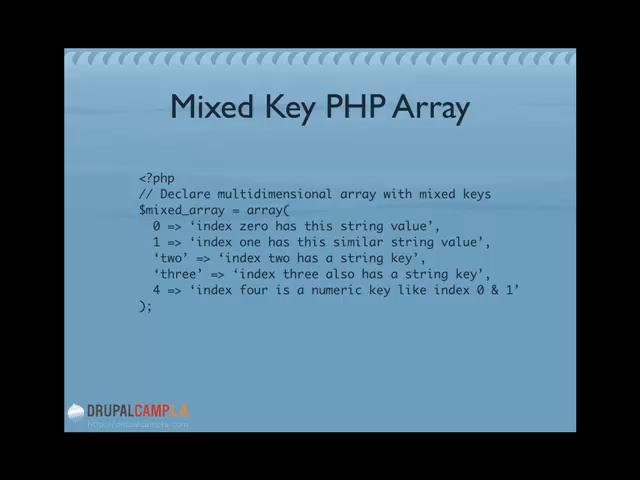 Mixed Key PHP Array
<?php
// Declare multidimensional array with mixed keys
$mixed_array = array(
0 => ‘index zero has this string value’,
1 => ‘index one has this similar string value’,
‘two’ => ‘index two has a string key’,
‘three’ => ‘index three also has a string key’,
4 => ‘index four is a numeric key like index 0 & 1’
);
DRUPALCAMPL.A.